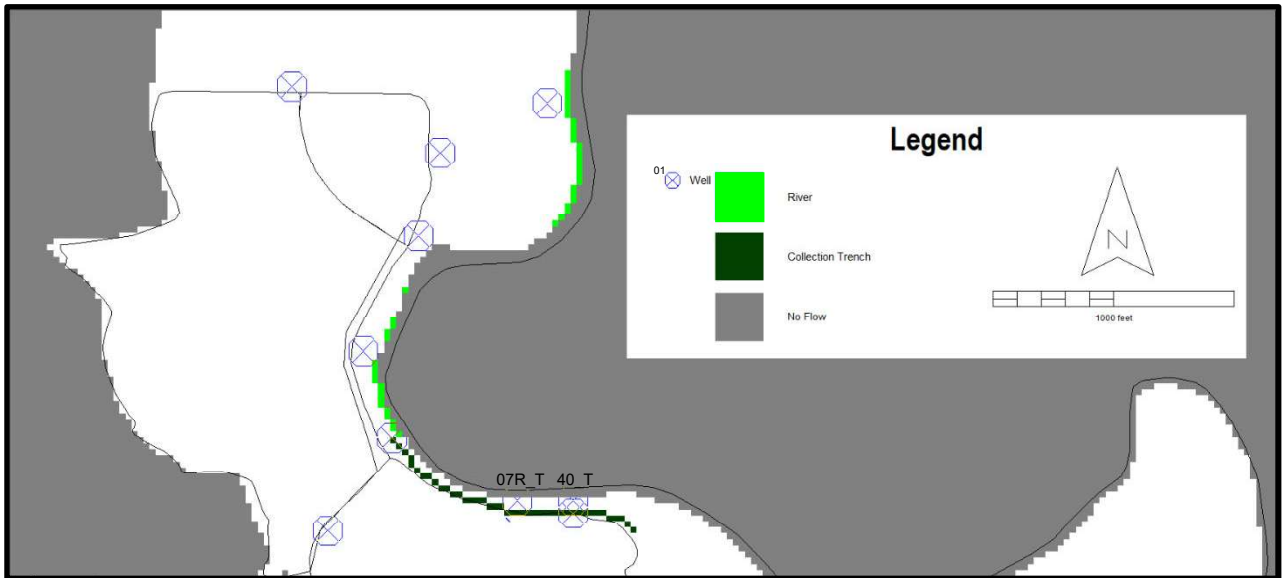 Legend
01
Well
River
Collection Trench
No Flow
N
1000 feet
07R_T 40_T